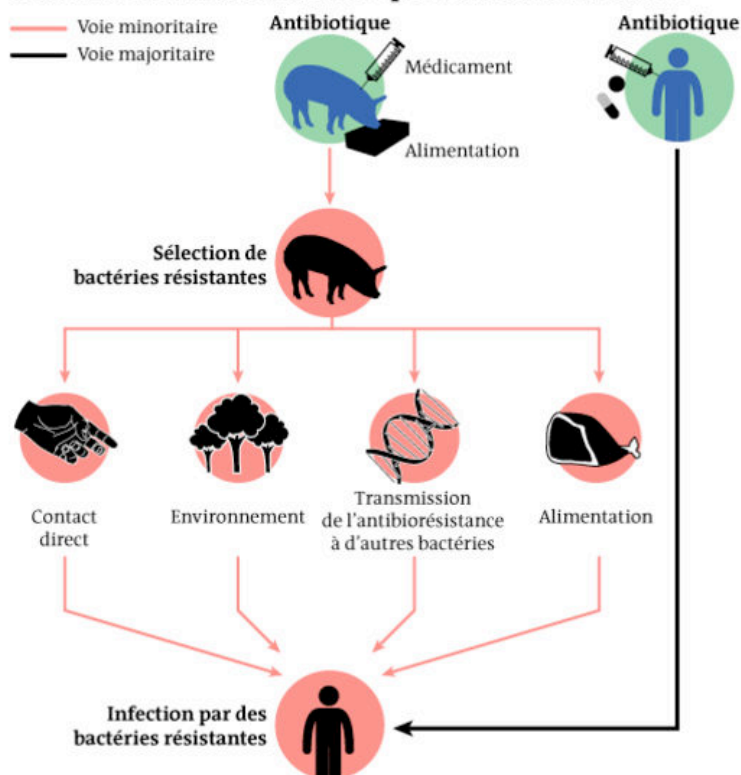 Voie minoritaire
Voie majoritaire
Antibiotique
Antibiotique
Médicament
Alimentation
Sélection de
bactéries résistantes
Contact
direct
Environnement
Transmission
de l'antibiorésistance
à d'autres bactéries
Alimentation
Infection par des
bactéries résistantes